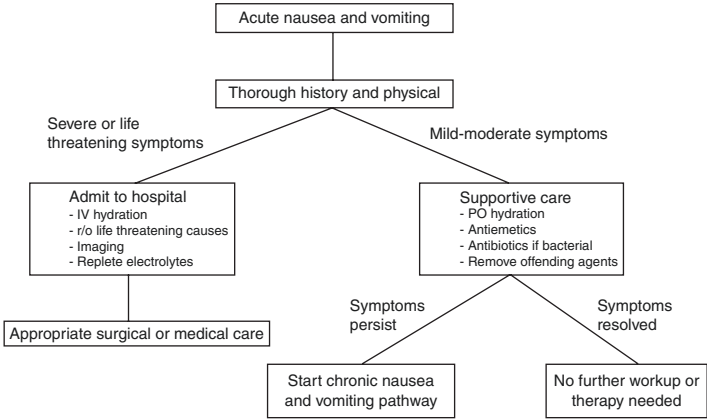 Acute nausea and vomiting
Thorough history and physical
Severe or life
threatening symptoms
Mild-moderate symptoms
Admit to hospital
- IV hydration
- r/o life threatening causes
- Imaging
- Replete electrolytes
Supportive care
- PO hydration
- Antiemetics
- Antibiotics if bacterial
- Remove offending agents
Appropriate surgical or medical care
Symptoms
persist
Symptoms
resolved
Start chronic nausea
and vomiting pathway
No further workup or
therapy needed